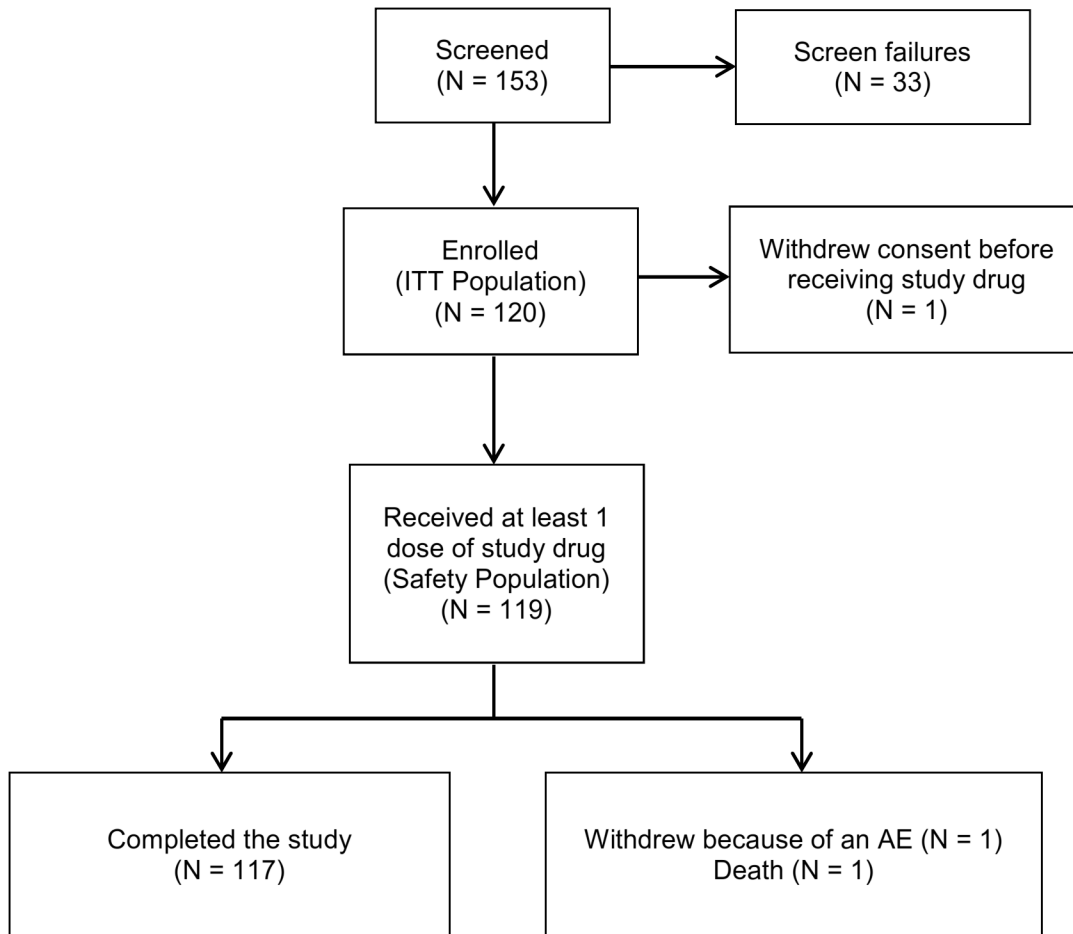 Screened
(N = 153)
Screen failures
(N = 33)
Enrolled
(ITT Population)
(N = 120)
Withdrew consent before
receiving study drug
(N = 1)
Received at least 1
dose of study drug
(Safety Population)
(N = 119)
Completed the study
(N = 117)
Withdrew because of an AE (N = 1)
Death (N = 1)